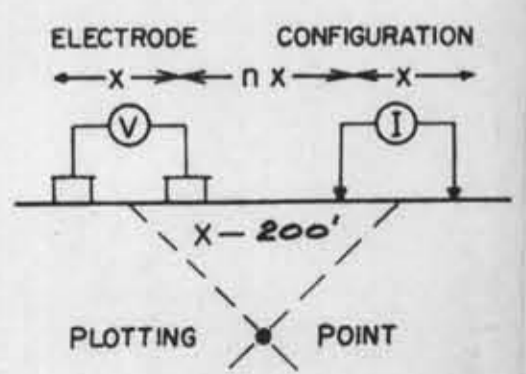 ELECTRODE CONFIGURATION
x n x x
V I
X — 200'
PLOTTING POINT